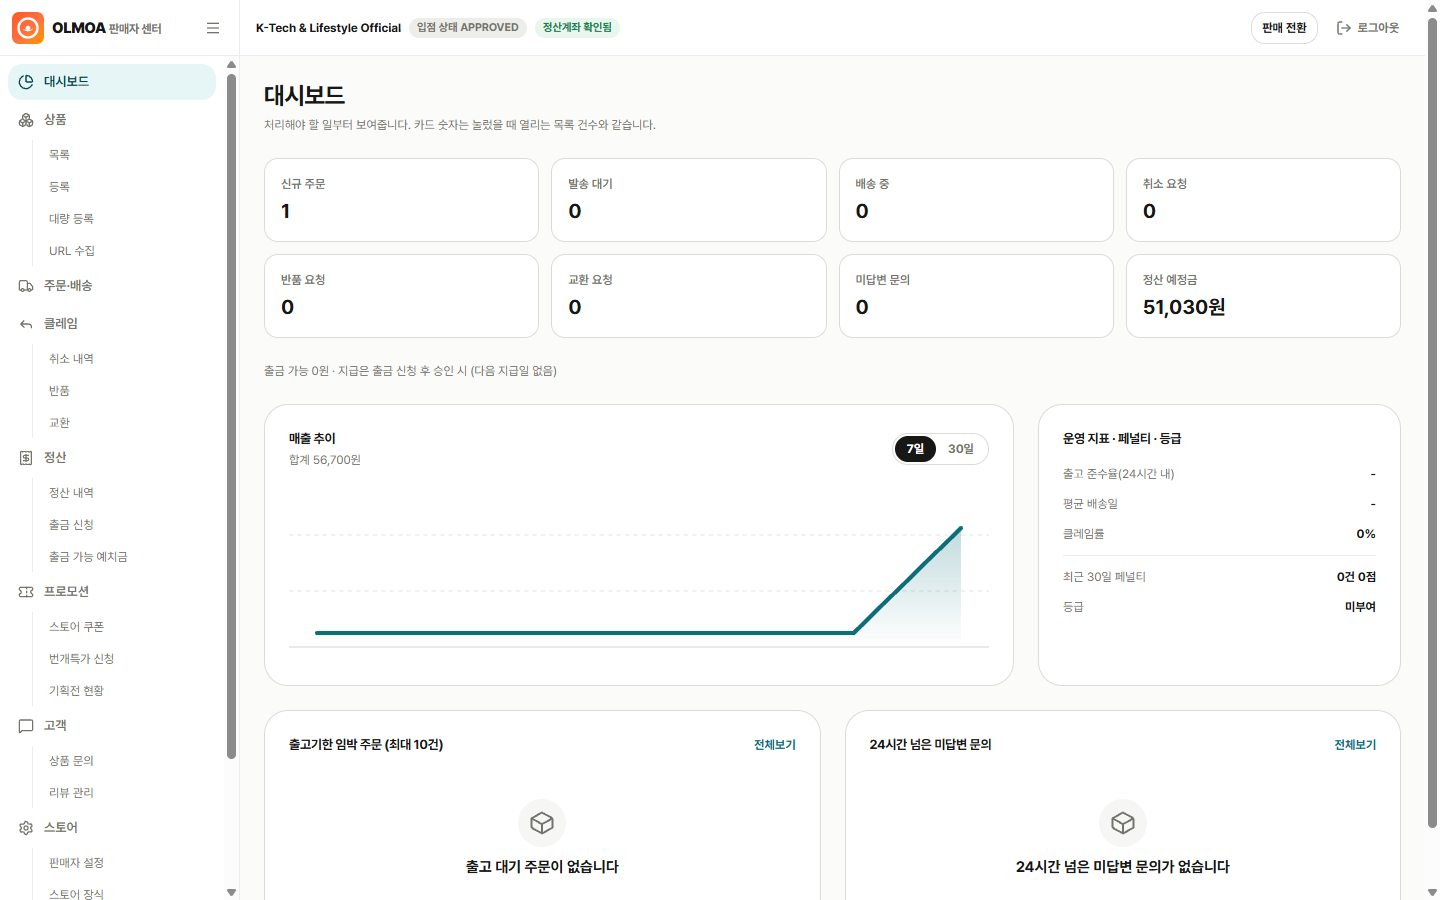 OLMOA 판매자 센터
K-Tech & Lifestyle Official
입점 상태 APPROVED
정산계좌 확인됨
판매 전환
로그아웃
대시보드
상품
목록
등록
대량 등록
URL 수집
주문·배송
클레임
취소 내역
반품
교환
정산
정산 내역
출금 신청
출금 가능 예치금
프로모션
스토어 쿠폰
번개특가 신청
기획전 현황
고객
상품 문의
리뷰 관리
스토어
판매자 설정
스토어 장식
대시보드
처리해야 할 일부터 보여줍니다. 카드 숫자는 눌렀을 때 열리는 목록 건수와 같습니다.
신규 주문
1
발송 대기
0
배송 중
0
취소 요청
0
반품 요청
0
교환 요청
0
미답변 문의
0
정산 예정금
51,030원
출금 가능 0원 · 지급은 출금 신청 후 승인 시 (다음 지급일 없음)
매출 추이
합계 56,700원
7일
30일
운영 지표 · 페널티 · 등급
출고 준수율(24시간 내)
-
평균 배송일
-
클레임률
0%
최근 30일 페널티
0건 0점
등급
미부여
출고기한 임박 주문 (최대 10건)
전체보기
출고 대기 주문이 없습니다
24시간 넘은 미답변 문의
전체보기
24시간 넘은 미답변 문의가 없습니다